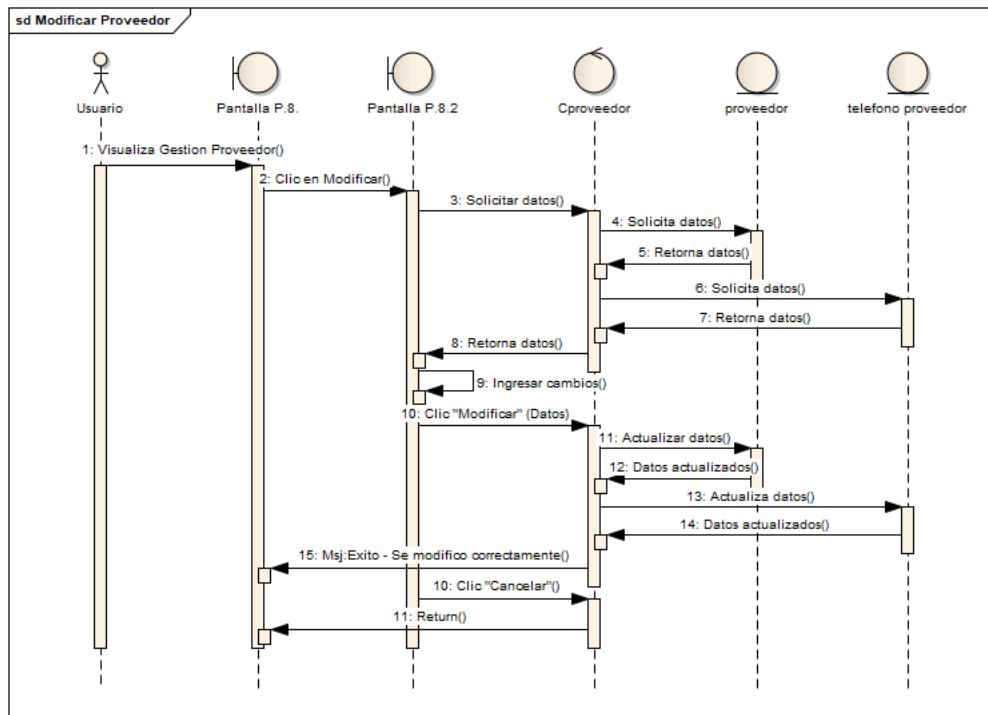 sd Modificar Proveedor
Usuario
Pantalla P.8.
Pantalla P.8.2
Cproveedor
proveedor
telefono proveedor
1: Visualiza Gestion Proveedor()
2: Clic en Modificar()
3: Solicitar datos()
4: Solicita datos()
5: Retorna datos()
6: Solicita datos()
7: Retorna datos()
8: Retorna datos()
9: Ingresar cambios()
10: Clic "Modificar" (Datos)
11: Actualizar datos()
12: Datos actualizados()
13: Actualiza datos()
14: Datos actualizados()
15: Msj:Exito - Se modifico correctamente()
10: Clic "Cancelar"()
11: Return()